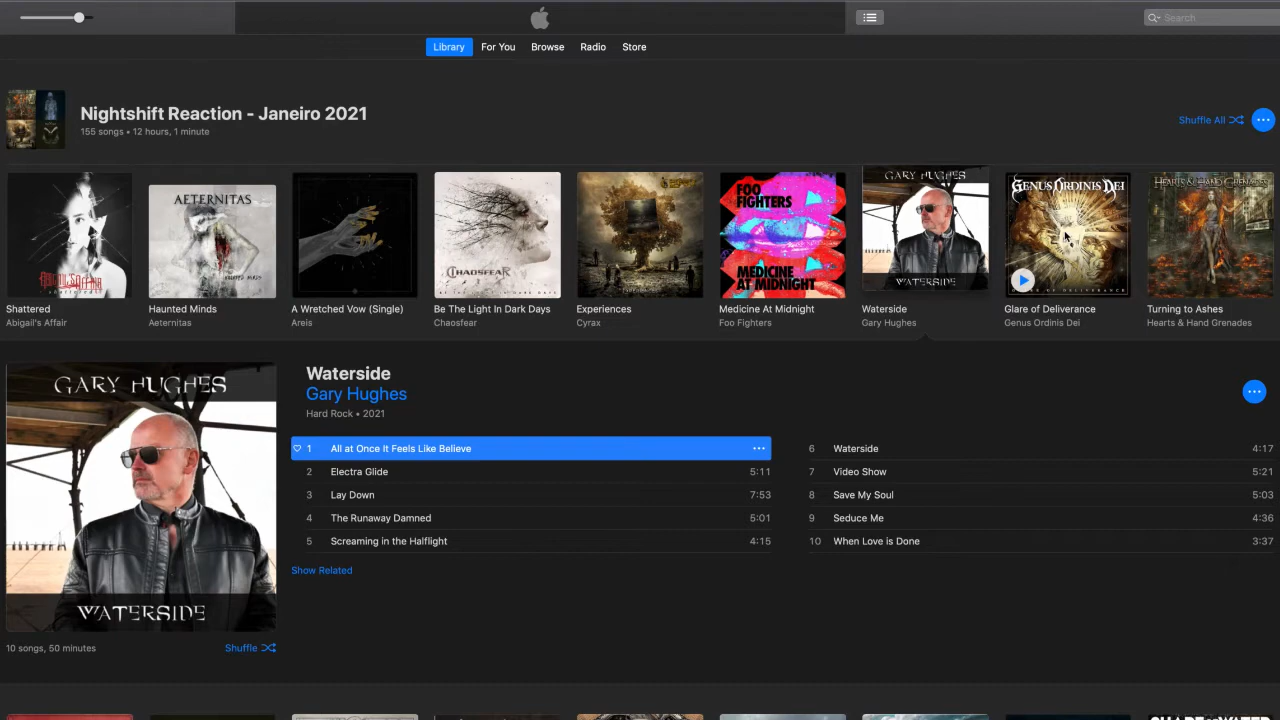 Search
Library For You Browse Radio Store
Nightshift Reaction - Janeiro 2021
155 songs • 12 hours, 1 minute
Shuffle All
AETERNITAS
HAUNTED MINDS
CHAOSFEAR
FOO
FIGHTERS
MEDICINE
AT MIDNIGHT
GARY HUGHES
WATERSIDE
GENUS ORDINIS DEI
HEARTS & HAND GRENADES
Shattered
Abigail's Affair
Haunted Minds
Aeternitas
A Wretched Vow (Single)
Areis
Be The Light In Dark Days
Chaosfear
Experiences
Cyrax
Medicine At Midnight
Foo Fighters
Waterside
Gary Hughes
Glare of Deliverance
Genus Ordinis Dei
Turning to Ashes
Hearts & Hand Grenades
GARY HUGHES
WATERSIDE
10 songs, 50 minutes
Shuffle
Waterside
Gary Hughes
Hard Rock • 2021
1 All at Once It Feels Like Believe
2 Electra Glide 5:11
3 Lay Down 7:53
4 The Runaway Damned 5:01
5 Screaming in the Halflight 4:15
6 Waterside 4:17
7 Video Show 5:21
8 Save My Soul 5:03
9 Seduce Me 4:36
10 When Love is Done 3:37
Show Related